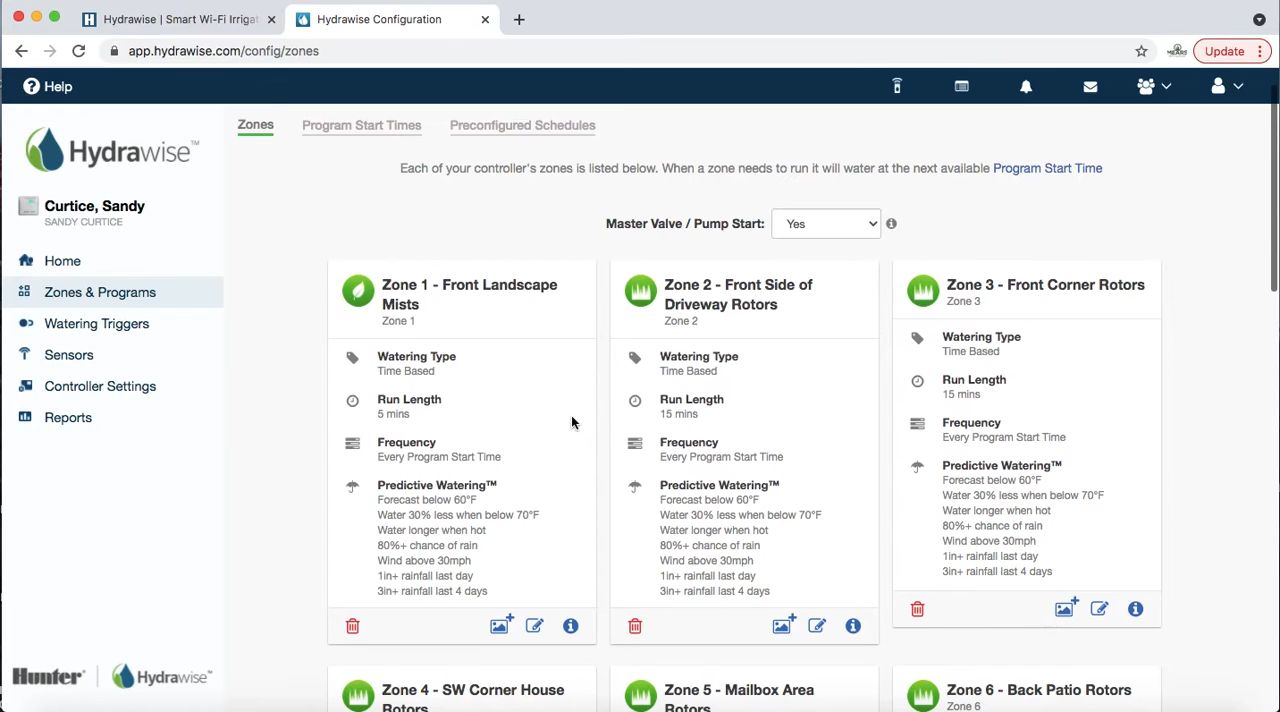 Hydrawise | Smart Wi-Fi Irrigat
Hydrawise Configuration
app.hydrawise.com/config/zones
Update
Help
Hydrawise™
Curtice, Sandy
SANDY CURTICE
Home
Zones & Programs
Watering Triggers
Sensors
Controller Settings
Reports
Hunter® | Hydrawise™
Zones
Program Start Times
Preconfigured Schedules
Each of your controller's zones is listed below. When a zone needs to run it will water at the next available Program Start Time
Master Valve / Pump Start: Yes
Zone 1 - Front Landscape
Mists
Zone 1
Watering Type
Time Based
Run Length
5 mins
Frequency
Every Program Start Time
Predictive Watering™
Forecast below 60°F
Water 30% less when below 70°F
Water longer when hot
80%+ chance of rain
Wind above 30mph
1in+ rainfall last day
3in+ rainfall last 4 days
Zone 2 - Front Side of
Driveway Rotors
Zone 2
Watering Type
Time Based
Run Length
15 mins
Frequency
Every Program Start Time
Predictive Watering™
Forecast below 60°F
Water 30% less when below 70°F
Water longer when hot
80%+ chance of rain
Wind above 30mph
1in+ rainfall last day
3in+ rainfall last 4 days
Zone 3 - Front Corner Rotors
Zone 3
Watering Type
Time Based
Run Length
15 mins
Frequency
Every Program Start Time
Predictive Watering™
Forecast below 60°F
Water 30% less when below 70°F
Water longer when hot
80%+ chance of rain
Wind above 30mph
1in+ rainfall last day
3in+ rainfall last 4 days
Zone 4 - SW Corner House
Rotors
Zone 5 - Mailbox Area
Rotors
Zone 6 - Back Patio Rotors
Zone 6